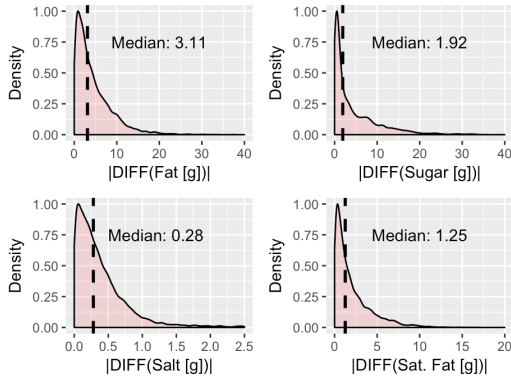 Density
1.00
0.75
0.50
0.25
0.00
Median: 3.11
0 10 20 30 40
|DIFF(Fat [g])|
Density
1.00
0.75
0.50
0.25
0.00
Median: 1.92
0 10 20 30 40
|DIFF(Sugar [g])|
Density
1.00
0.75
0.50
0.25
0.00
Median: 0.28
0.0 0.5 1.0 1.5 2.0 2.5
|DIFF(Salt [g])|
Density
1.00
0.75
0.50
0.25
0.00
Median: 1.25
0 5 10 15 20
|DIFF(Sat. Fat [g])|